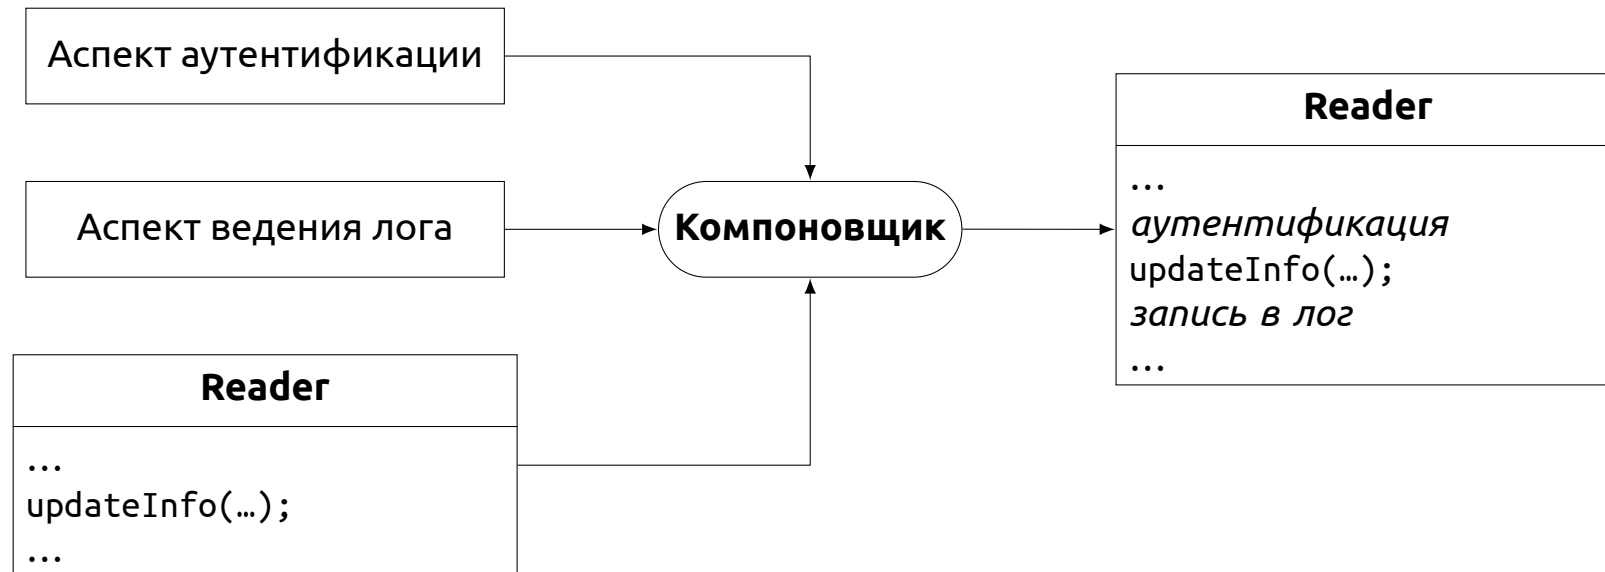 Аспект аутентификации
Аспект ведения лога
Reader
…
updateInfo(…);
…
Компоновщик
Reader
…
аутентификация
updateInfo(…);
запись в лог
…